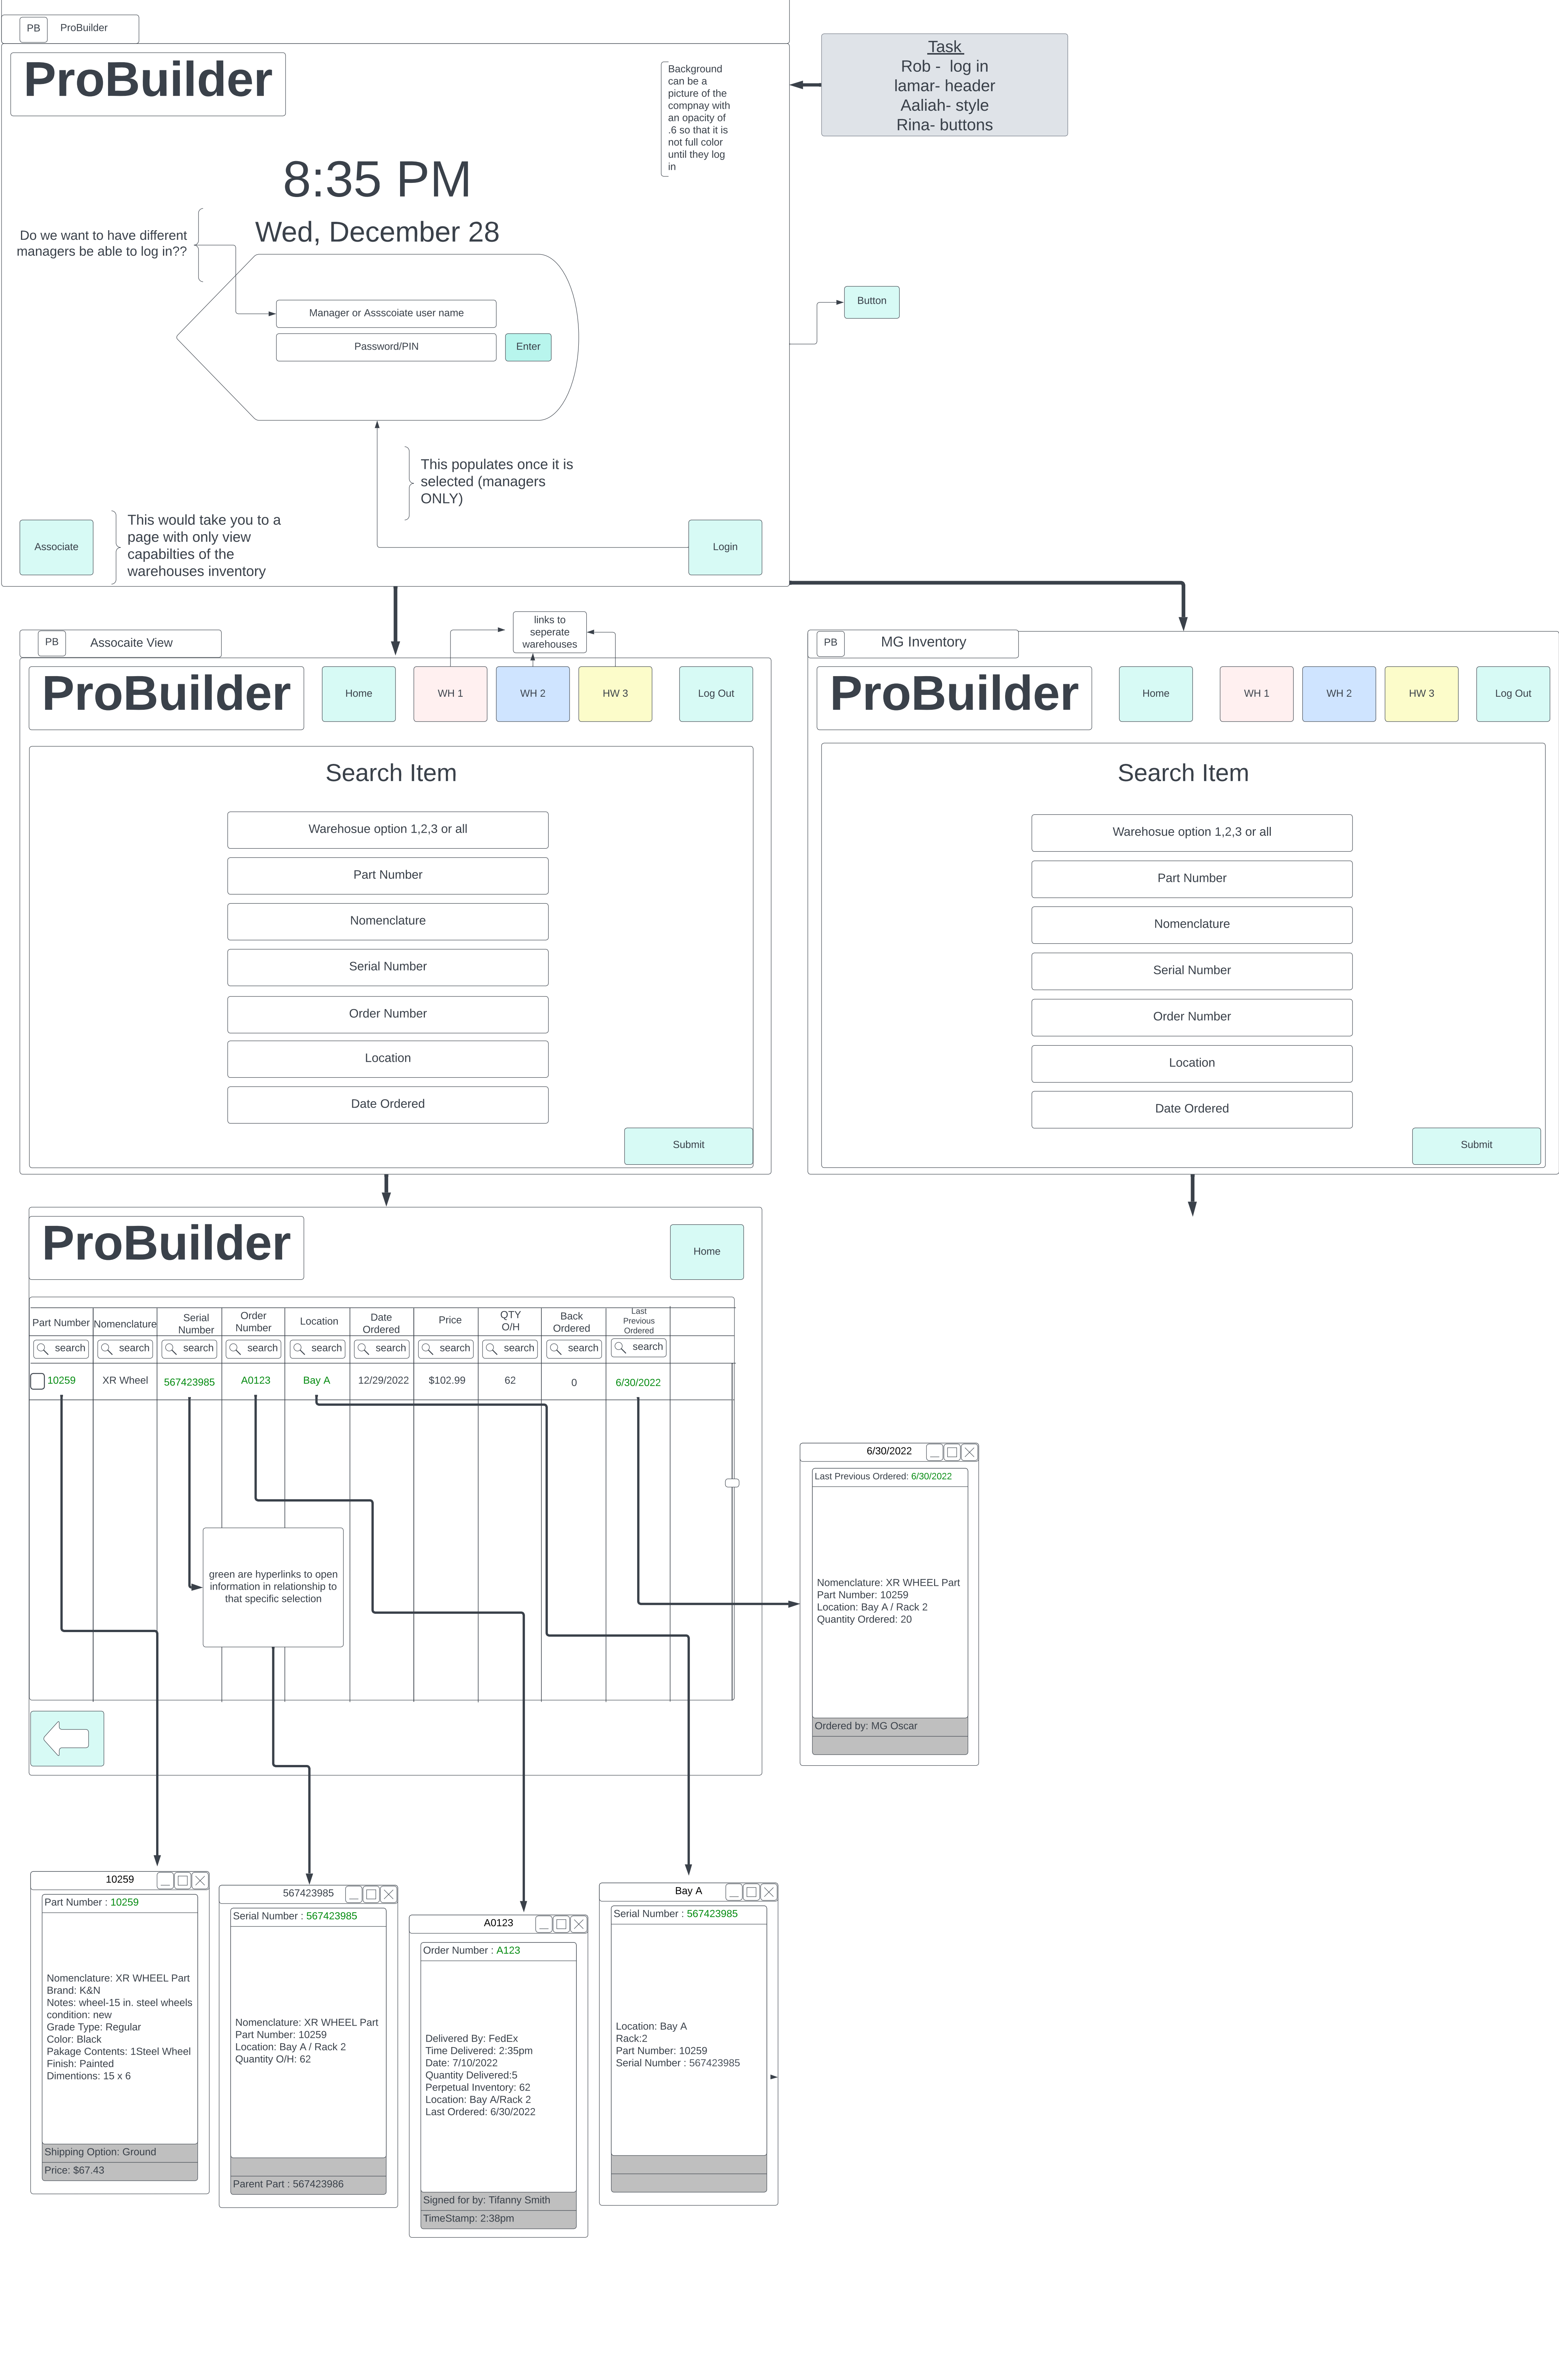 PB
ProBuilder
ProBuilder
Background
can be a
picture of the
compnay with
an opacity of
.6 so that it is
not full color
until they log
in
Task
Rob -  log in
lamar- header
Aaliah- style
Rina- buttons
8:35 PM
Wed, December 28
Do we want to have different
managers be able to log in??
Manager or Assscoiate user name
Password/PIN
Enter
Button
This populates once it is
selected (managers
ONLY)
Associate
This would take you to a
page with only view
capabilties of the
warehouses inventory
Login
PB
Assocaite View
links to
seperate
warehouses
ProBuilder
Home
WH 1
WH 2
HW 3
Log Out
Search Item
Warehosue option 1,2,3 or all
Part Number
Nomenclature
Serial Number
Order Number
Location
Date Ordered
Submit
PB
MG Inventory
ProBuilder
Home
WH 1
WH 2
HW 3
Log Out
Search Item
Warehosue option 1,2,3 or all
Part Number
Nomenclature
Serial Number
Order Number
Location
Date Ordered
Submit
ProBuilder
Home
Part Number
Nomenclature
Serial
Number
Order
Number
Location
Date
Ordered
Price
QTY
O/H
Back
Ordered
Last
Previous
Ordered
search
search
search
search
search
search
search
search
search
search
10259
XR Wheel
567423985
A0123
Bay A
12/29/2022
$102.99
62
0
6/30/2022
green are hyperlinks to open
information in relationship to
that specific selection
6/30/2022
Last Previous Ordered: 6/30/2022
Nomenclature: XR WHEEL Part
Part Number: 10259
Location: Bay A / Rack 2
Quantity Ordered: 20
Ordered by: MG Oscar
10259
Part Number : 10259
Nomenclature: XR WHEEL Part
Brand: K&N
Notes: wheel-15 in. steel wheels
condition: new
Grade Type: Regular
Color: Black
Pakage Contents: 1Steel Wheel
Finish: Painted
Dimentions: 15 x 6
Shipping Option: Ground
Price: $67.43
567423985
Serial Number : 567423985
Nomenclature: XR WHEEL Part
Part Number: 10259
Location: Bay A / Rack 2
Quantity O/H: 62
Parent Part : 567423986
A0123
Order Number : A123
Delivered By: FedEx
Time Delivered: 2:35pm
Date: 7/10/2022
Quantity Delivered:5
Perpetual Inventory: 62
Location: Bay A/Rack 2
Last Ordered: 6/30/2022
Signed for by: Tifanny Smith
TimeStamp: 2:38pm
Bay A
Serial Number : 567423985
Location: Bay A
Rack:2
Part Number: 10259
Serial Number : 567423985